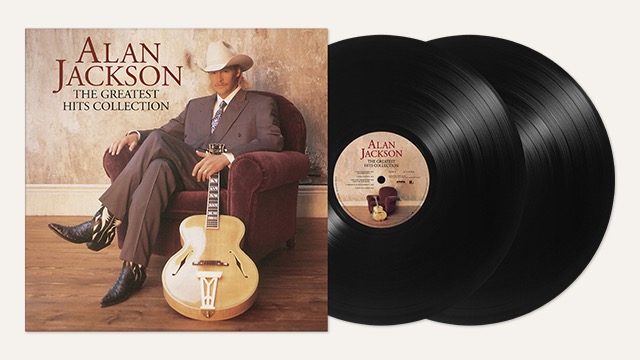 ALAN
JACKSON
THE GREATEST
HITS COLLECTION
ALAN
JACKSON
THE GREATEST
HITS COLLECTION